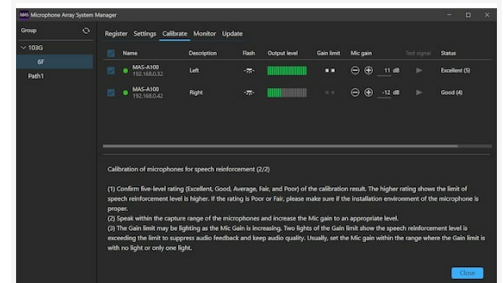 MAS Microphone Array System Manager
Group
Register Settings Calibrate Monitor Update
103G
6F
Path1
Name Description Flash Output level Gain limit Mic gain Test signal Status
MAS-A100 Left 11 dB Excellent (5)
192.168.0.32
MAS-A100 Right -12 dB Good (4)
192.168.0.42
Calibration of microphones for speech reinforcement (2/2)
(1) Confirm five-level rating (Excellent, Good, Average, Fair, and Poor) of the calibration result. The higher rating shows the limit of
speech reinforcement level is higher. If the rating is Poor or Fair, please make sure if the installation environment of the microphone is
proper.
(2) Speak within the capture range of the microphones and increase the Mic gain to an appropriate level.
(3) The Gain limit may be lighting as the Mic Gain is increasing. Two lights of the Gain limit show the speech reinforcement level is
exceeding the limit to suppress audio feedback and keep audio quality. Usually, set the Mic gain within the range where the Gain limit is
with no light or only one light.
Close